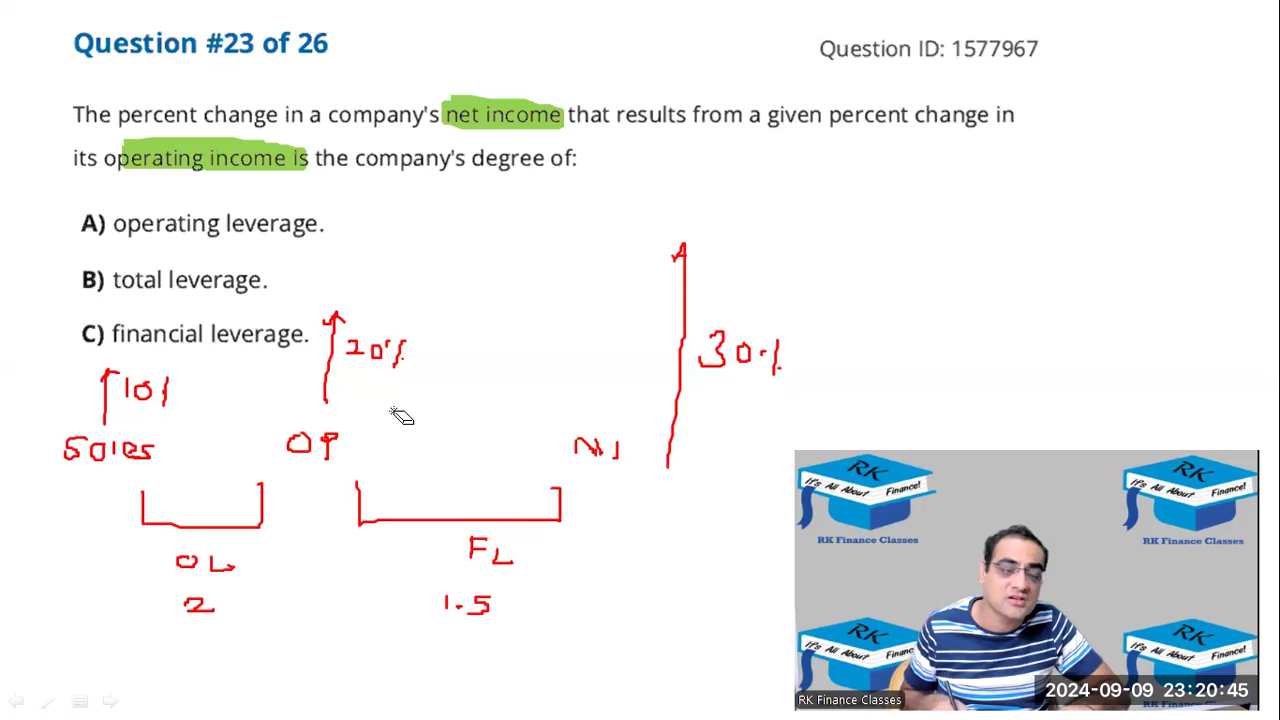 Question #23 of 26
Question ID: 1577967
The percent change in a company's net income that results from a given percent change in
its operating income is the company's degree of:
A) operating leverage.
B) total leverage.
C) financial leverage.
20%
30%
10%
Sales
OP
NI
OL
FL
2
1.5
RK
It's All About Finance!
RK Finance Classes
RK
It's All About Finance!
RK Finance Classes
RK
It's All About Finance
RK
It's All About Finance!
RK Finance Classes
2024-09-09 23:20:45